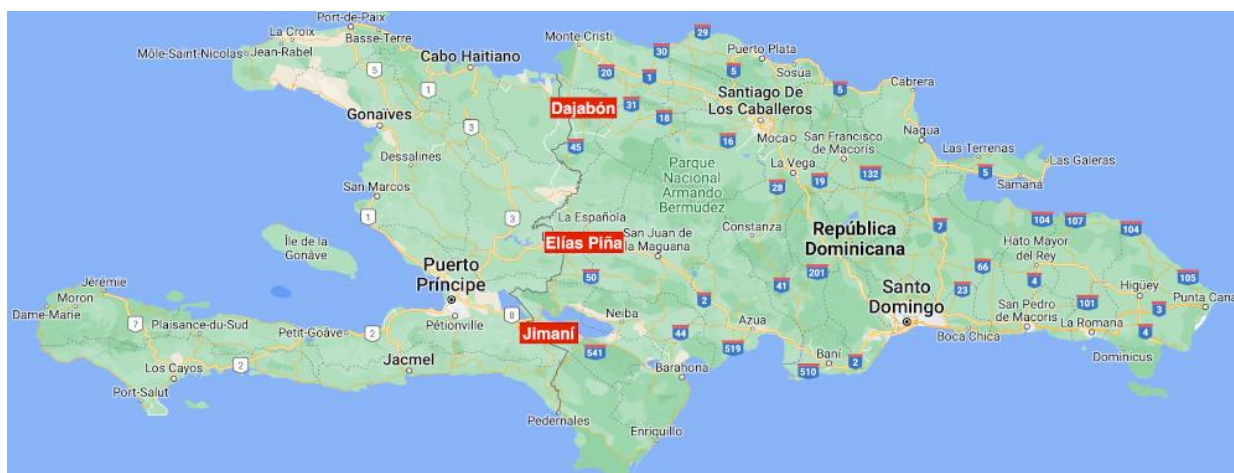 Port-de-Paix
La Croix
Basse-Terre
Môle-Saint-Nicolas
Jean-Rabel
Cabo Haitiano
Monte Cristi
Puerto Plata
Sosua
Cabrera
5
1
3
20
30
29
1
5
5
Dajabón
31
18
45
Santiago De
Los Caballeros
Gonaïves
Dessalines
San Marcos
1
3
16
Moca
San Francisco
de Macorís
Nagua
Las Terrenas
Las Galeras
Samaná
5
La Vega
19
132
28
Parque
Nacional
Armando
Bermúdez
La Española
Elías Piña
San Juan de
la Maguana
Constanza
República
Dominicana
7
104
107
104
Hato Mayor
del Rey
Île de la
Gonâve
Puerto
Príncipe
Pétionville
8
50
2
41
201
Santo
Domingo
66
4
23
101
105
Higüey
Punta Cana
3
4
San Pedro
de Macorís
La Romana
Boca Chica
Dominicus
Jérémie
Moron
Dame-Marie
7
Plaisance-du-Sud
Petit-Goâve
2
Jimaní
Neiba
44
Azua
541
519
Baní
2
510
Barahona
Los Cayos
2
Jacmel
Port-Salut
Pedernales
Enriquillo